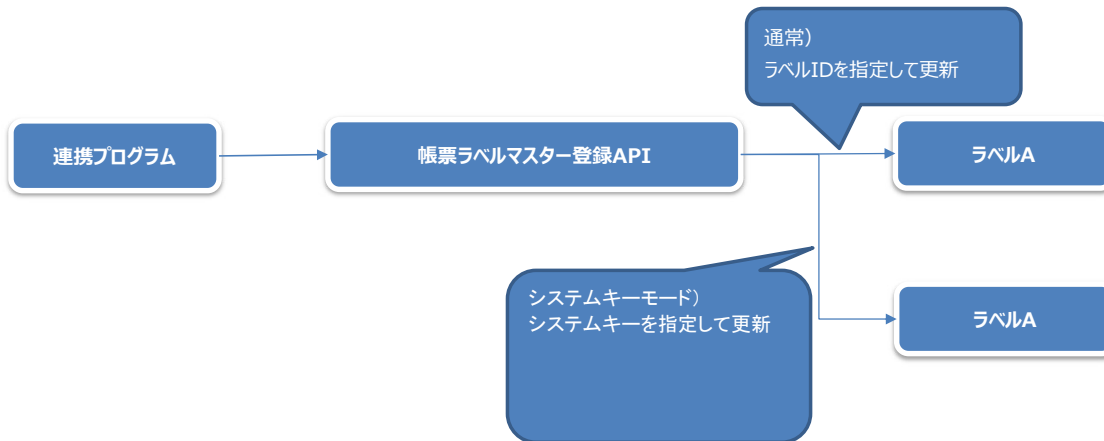 通常）
ラベルIDを指定して更新
連携プログラム
帳票ラベルマスター登録API
ラベルA
システムキーモード）
システムキーを指定して更新
ラベルA